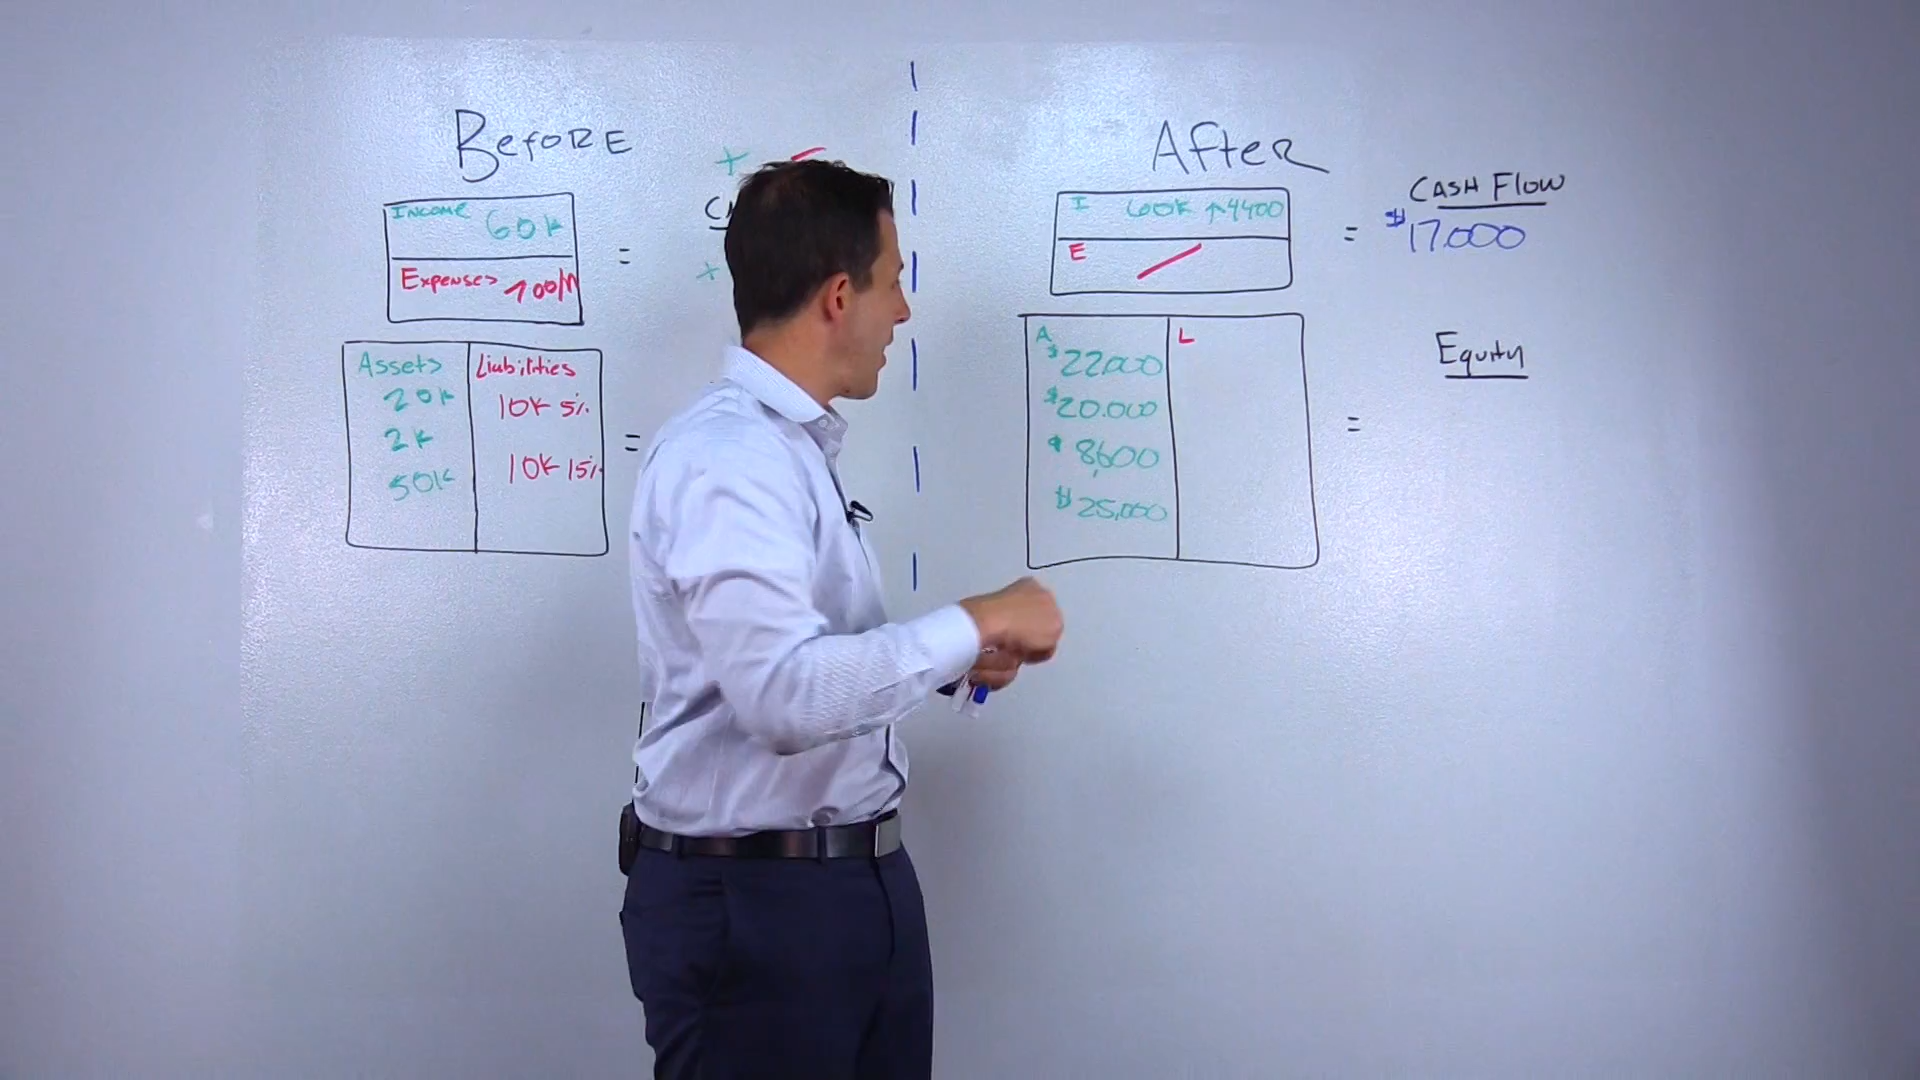 BefoRE
+ -
INCOME 60k
=
Expenses 700/M
+
Assets
20k
2k
50k
Liabilities
10k 5%
10k 15%
=
AfteR
I 60K ↑4400
E
=
CASH Flow
$17.000
A
$22,000
$20.000
$8,600
$25,000
L
=
Equity